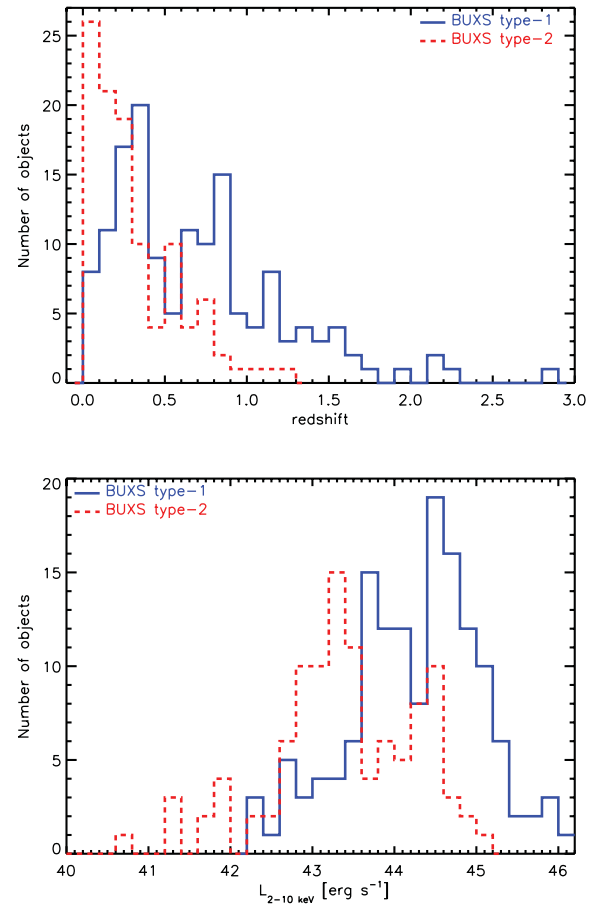 BUXS type-1
BUXS type-2
25
20
15
10
5
0
Number of objects
0.0 0.5 1.0 1.5 2.0 2.5 3.0
redshift
20
BUXS type-1
BUXS type-2
15
10
5
0
Number of objects
40 41 42 43 44 45 46
L2-10 keV [erg s−1]